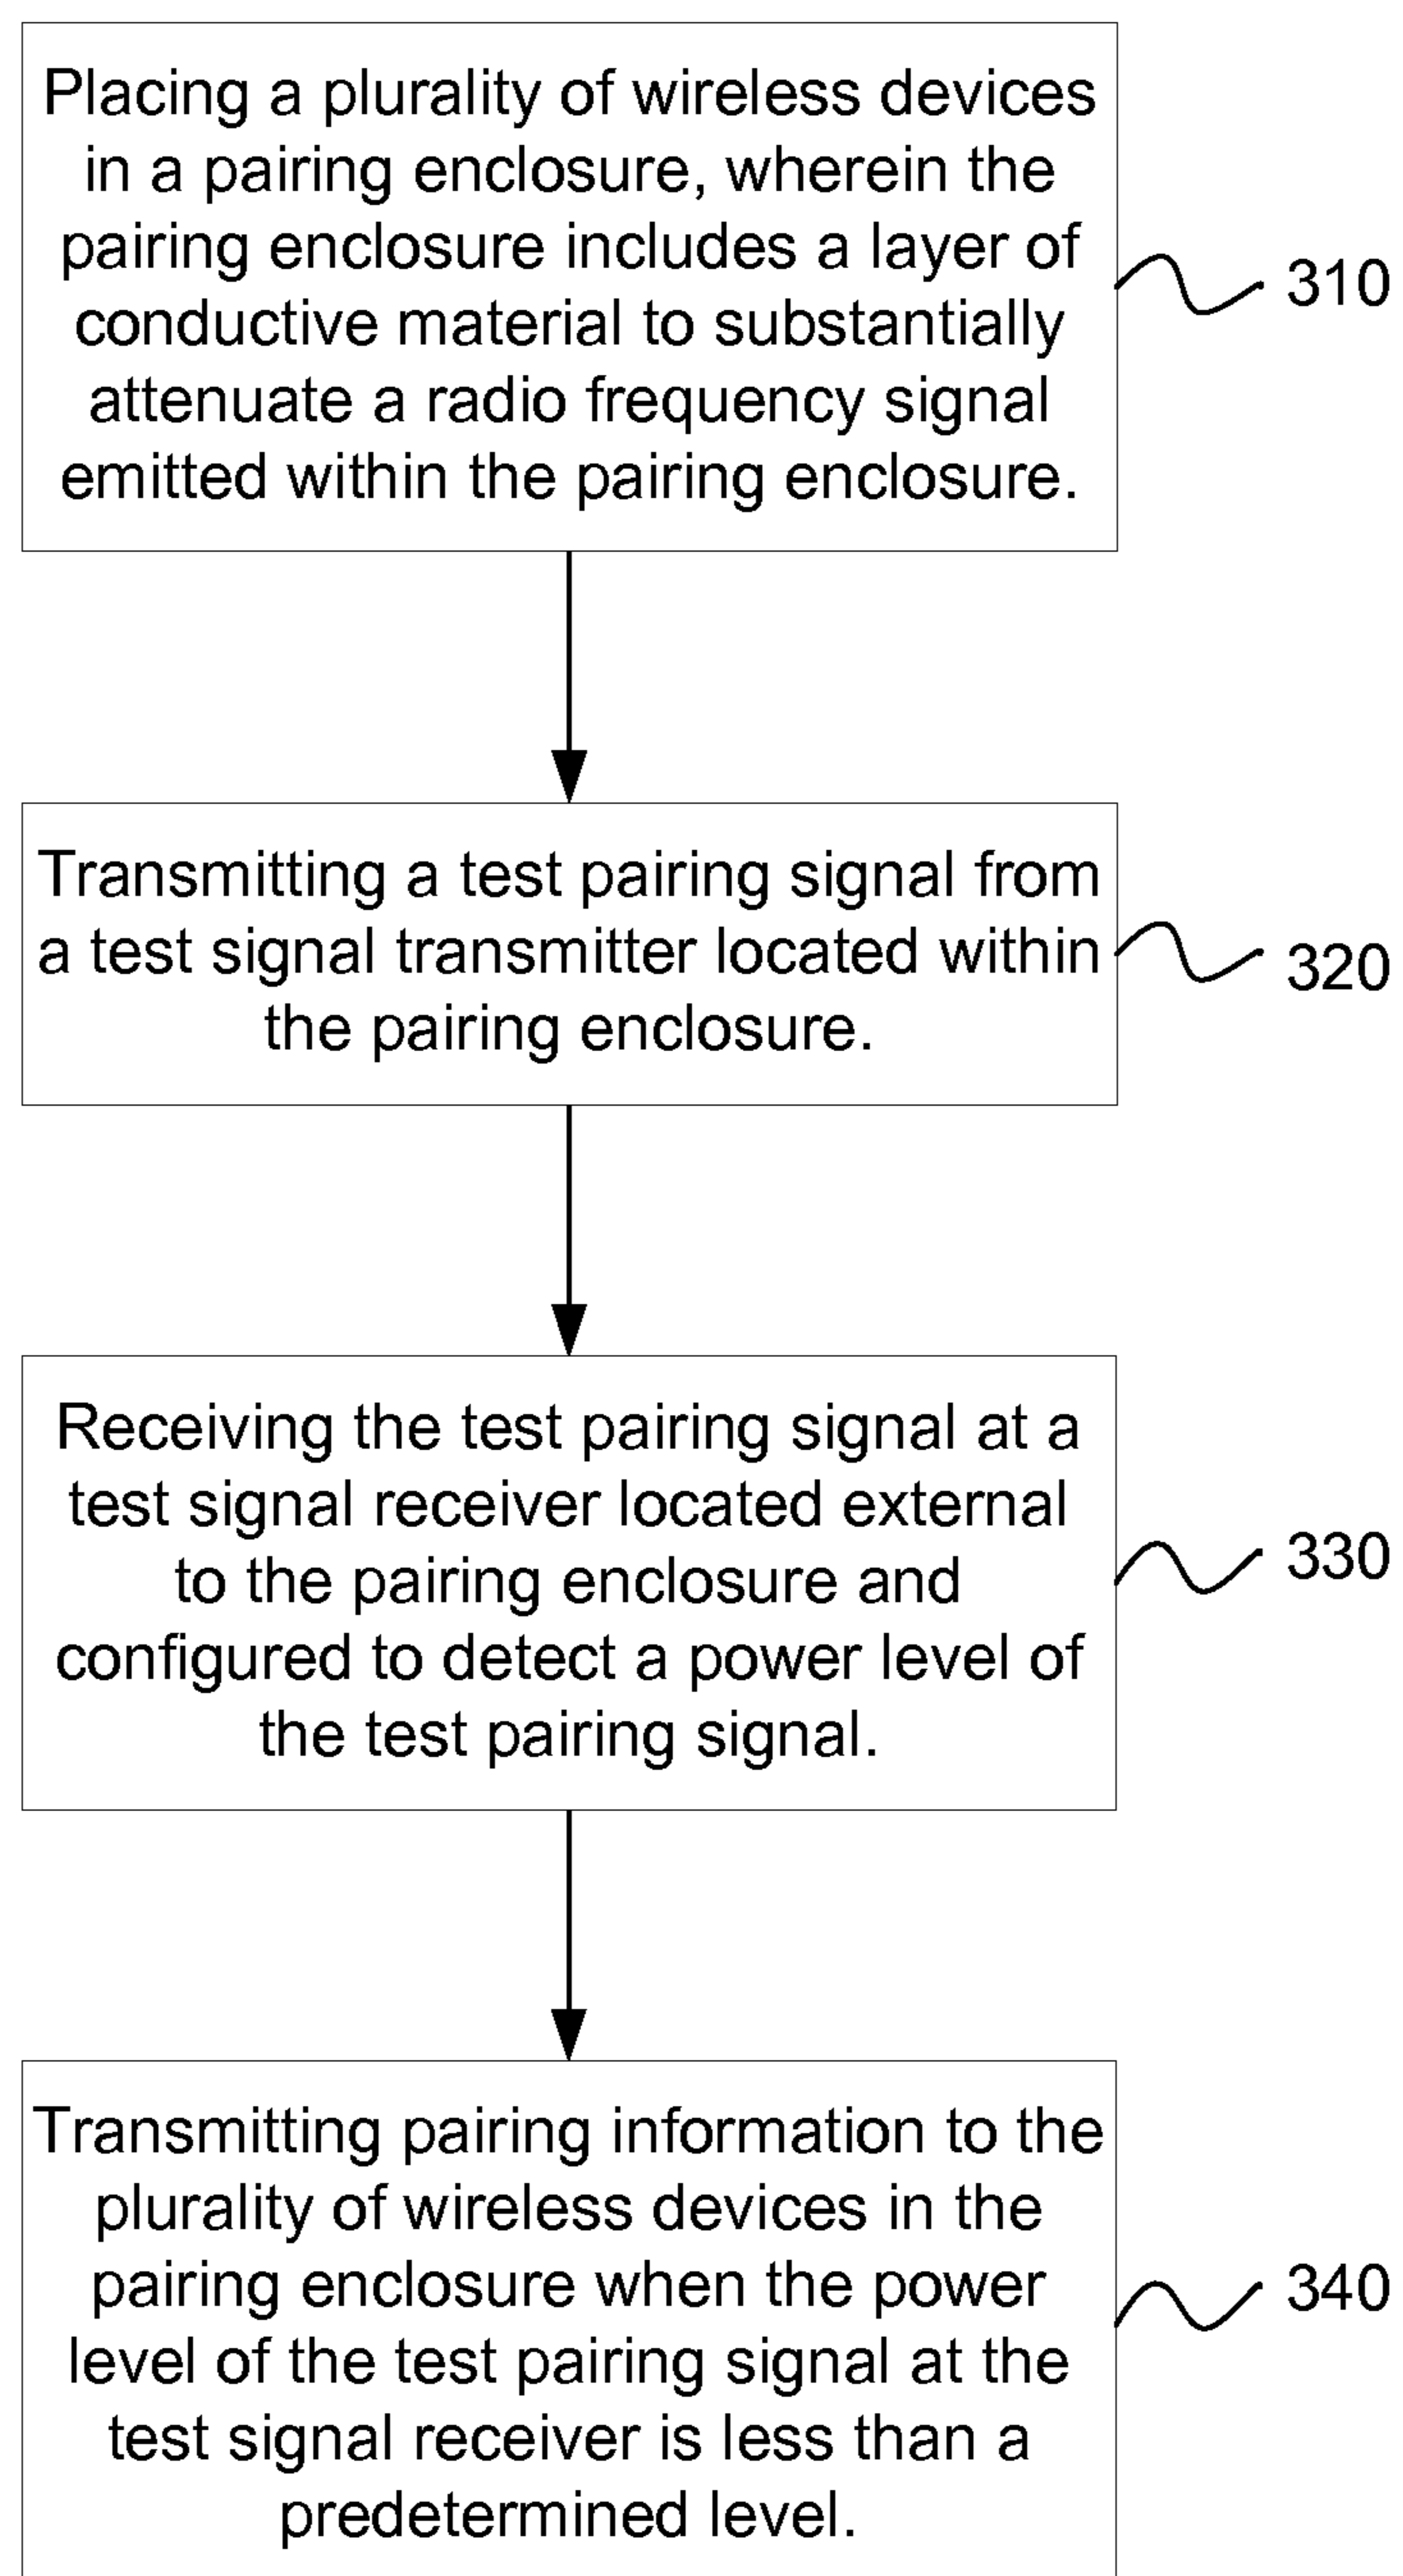 Placing a plurality of wireless devices
in a pairing enclosure, wherein the
pairing enclosure includes a layer of
conductive material to substantially
attenuate a radio frequency signal
emitted within the pairing enclosure.
310
Transmitting a test pairing signal from
a test signal transmitter located within
the pairing enclosure.
320
Receiving the test pairing signal at a
test signal receiver located external
to the pairing enclosure and
configured to detect a power level of
the test pairing signal.
330
Transmitting pairing information to the
plurality of wireless devices in the
pairing enclosure when the power
level of the test pairing signal at the
test signal receiver is less than a
predetermined level.
340